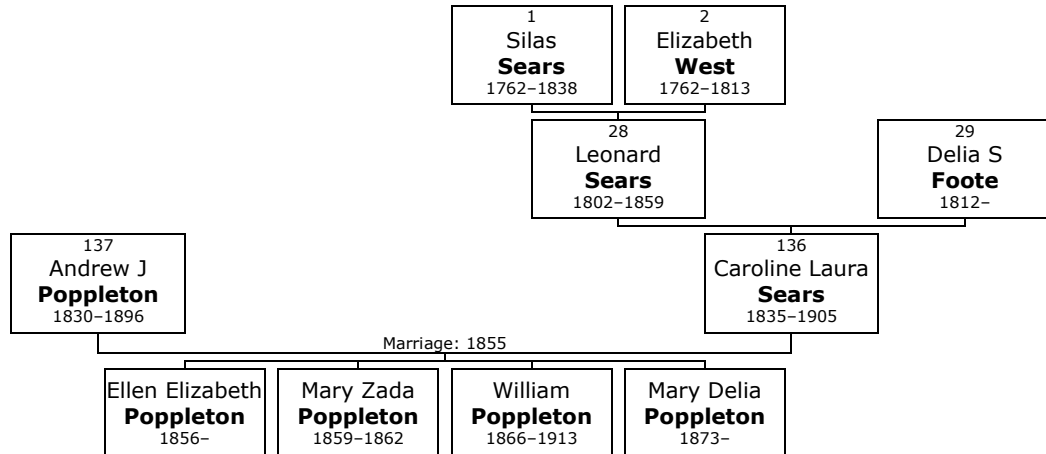 1
Silas
Sears
1762–1838
2
Elizabeth
West
1762–1813
28
Leonard
Sears
1802–1859
29
Delia S
Foote
1812–
137
Andrew J
Poppleton
1830–1896
136
Caroline Laura
Sears
1835–1905
Marriage: 1855
Ellen Elizabeth
Poppleton
1856–
Mary Zada
Poppleton
1859–1862
William
Poppleton
1866–1913
Mary Delia
Poppleton
1873–